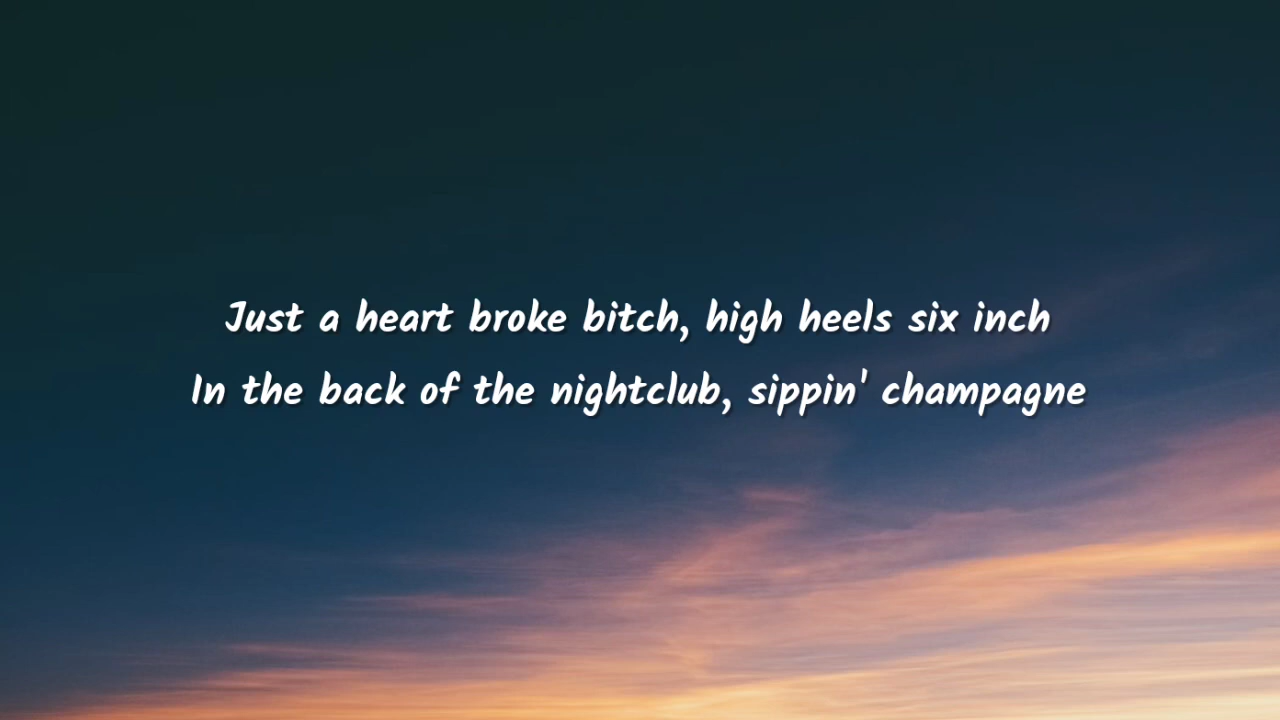 Just a heart broke bitch, high heels six inch
In the back of the nightclub, sippin' champagne